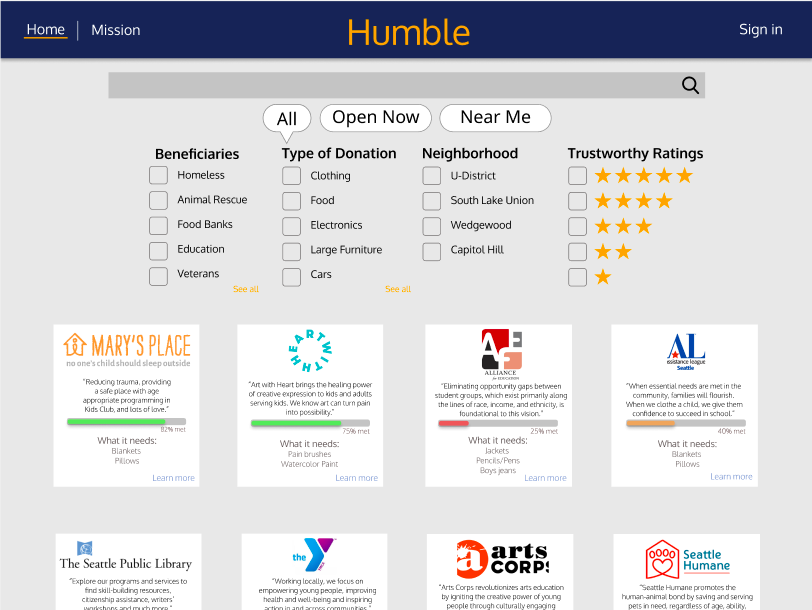 Home Mission Humble Sign in
All Open Now Near Me
Beneficiaries Type of Donation Neighborhood Trustworthy Ratings
Homeless Clothing U-District
Animal Rescue Food South Lake Union
Food Banks Electronics Wedgewood
Education Large Furniture Capitol Hill
Veterans Cars
See all See all
MARY'S PLACE
no one's child should sleep outside
"Reducing trauma, providing
a safe place with age
appropriate programming in
Kids Club, and lots of love."
82% met
What it needs:
Blankets
Pillows
Learn more
HEARTWITHART
"Art with Heart brings the healing power
of creative expression to kids and adults
serving kids. We know art can turn pain
into possibility."
75% met
What it needs:
Pain brushes
Watercolor Paint
Learn more
AFE
ALLIANCE
for EDUCATION
"Eliminating opportunity gaps between
student groups, which exist primarily along
the lines of race, income, and ethnicity, is
foundational to this vision."
25% met
What it needs:
Jackets
Pencils/Pens
Boys jeans
Learn more
AL
assistance league
Seattle
"When essential needs are met in the
community, families will flourish.
When we clothe a child, we give them
confidence to succeed in school."
40% met
What it needs:
Blankets
Pillows
Learn more
The Seattle Public Library
"Explore our programs and services to
find skill-building resources,
citizenship assistance, writers'
workshops and much more."
the Y
"Working locally, we focus on
empowering young people, improving
health and well-being and inspiring
action in and across communities."
arts
CORPS
"Arts Corps revolutionizes arts education
by igniting the creative power of young
people through culturally engaging
Seattle
Humane
"Seattle Humane promotes the
human-animal bond by saving and serving
pets in need, regardless of age, ability,